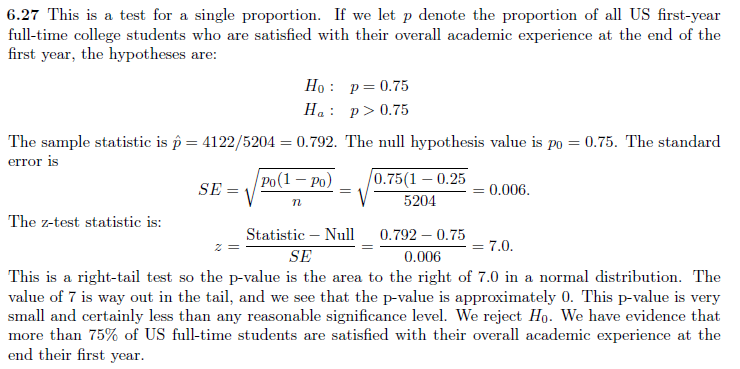 6.27 This is a test for a single proportion. If we let p denote the proportion of all US first-year
full-time college students who are satisfied with their overall academic experience at the end of the
first year, the hypotheses are:
H₀ : p = 0.75
Hₐ : p > 0.75
The sample statistic is p̂ = 4122/5204 = 0.792. The null hypothesis value is p₀ = 0.75. The standard
error is
SE = √(p₀(1 − p₀)/n) = √(0.75(1 − 0.25/5204) = 0.006.
The z-test statistic is:
z = (Statistic − Null)/SE = (0.792 − 0.75)/0.006 = 7.0.
This is a right-tail test so the p-value is the area to the right of 7.0 in a normal distribution. The
value of 7 is way out in the tail, and we see that the p-value is approximately 0. This p-value is very
small and certainly less than any reasonable significance level. We reject H₀. We have evidence that
more than 75% of US full-time students are satisfied with their overall academic experience at the
end their first year.